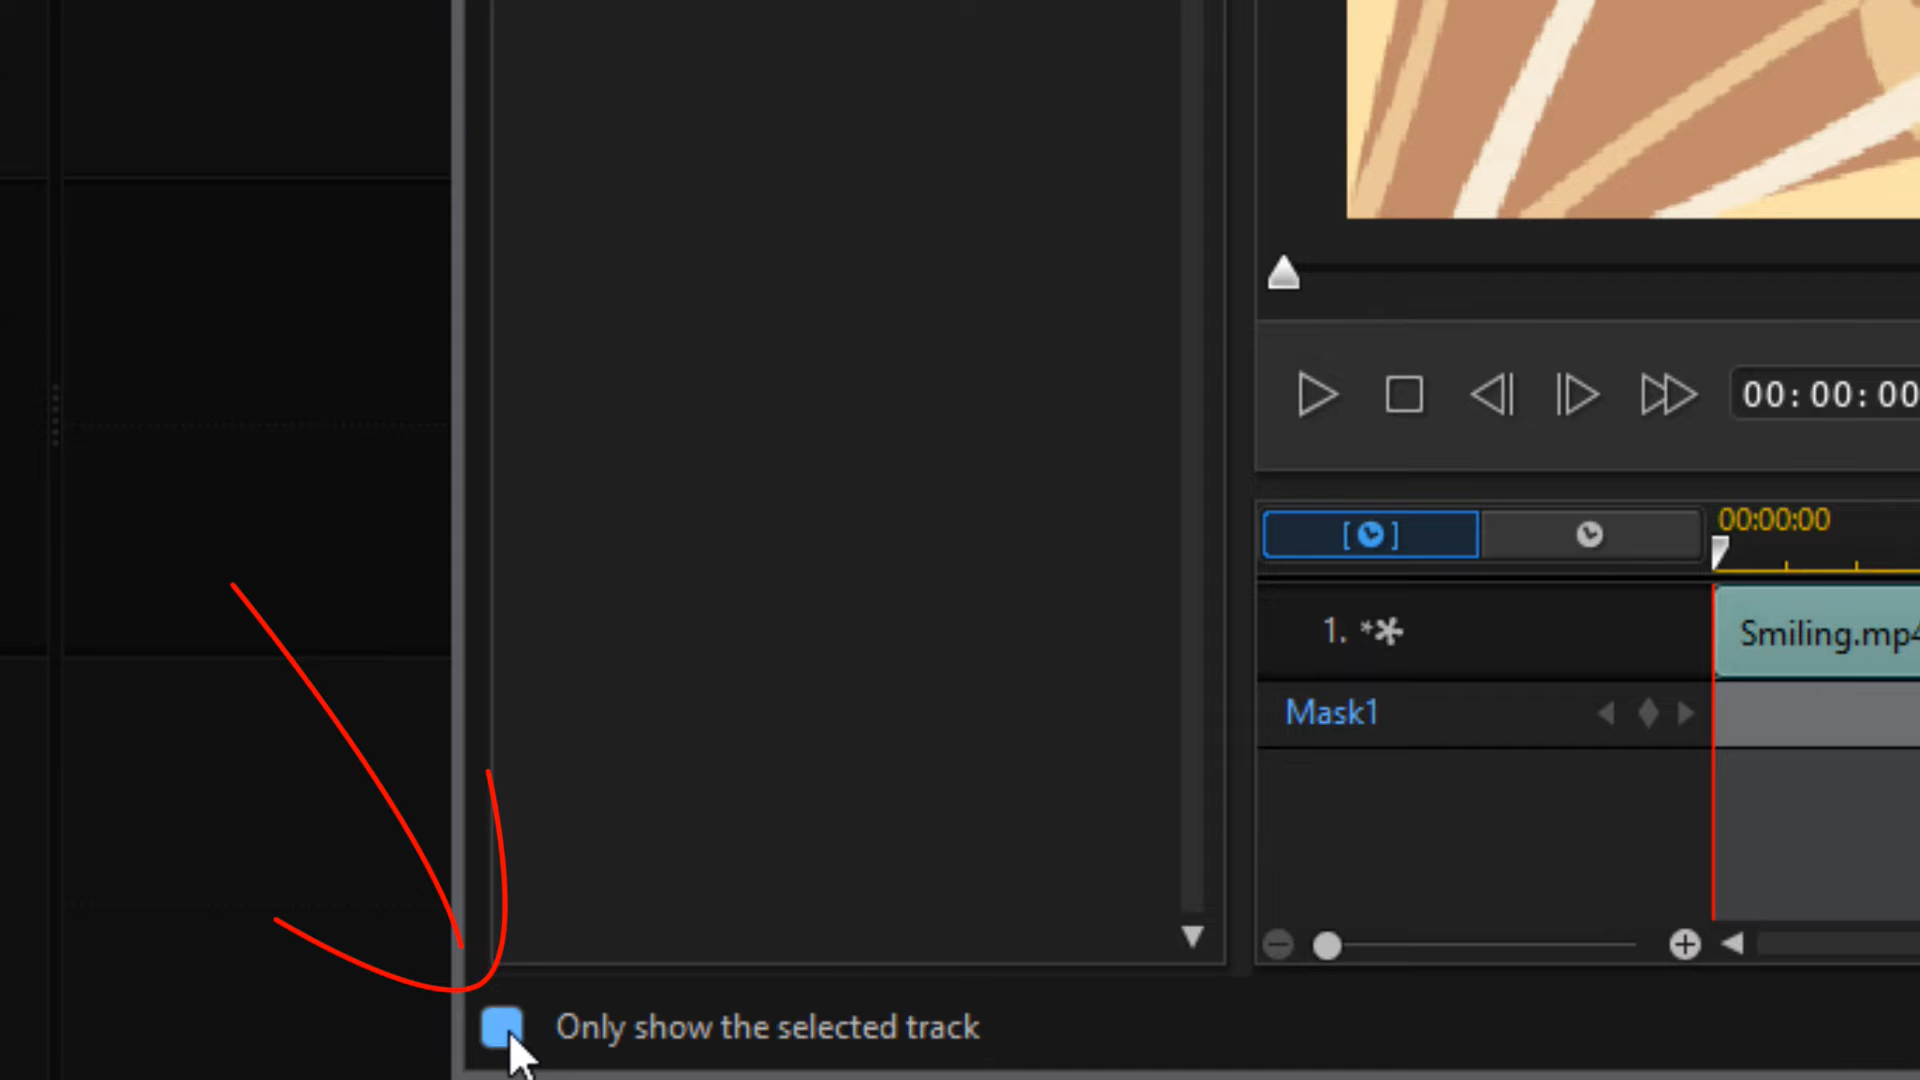 00:00:00
00:00:00
1.
Smiling.mp4
Mask1
Only show the selected track